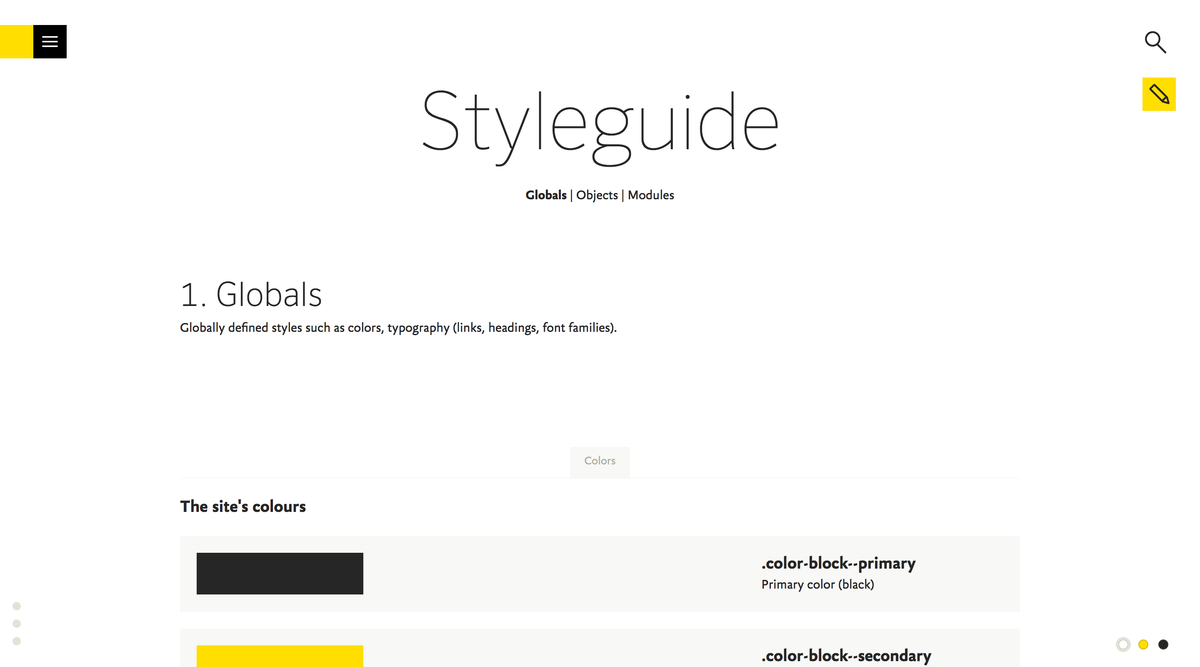 Styleguide
Globals | Objects | Modules
1. Globals
Globally defined styles such as colors, typography (links, headings, font families).
Colors
The site's colours
.color-block--primary
Primary color (black)
.color-block--secondary